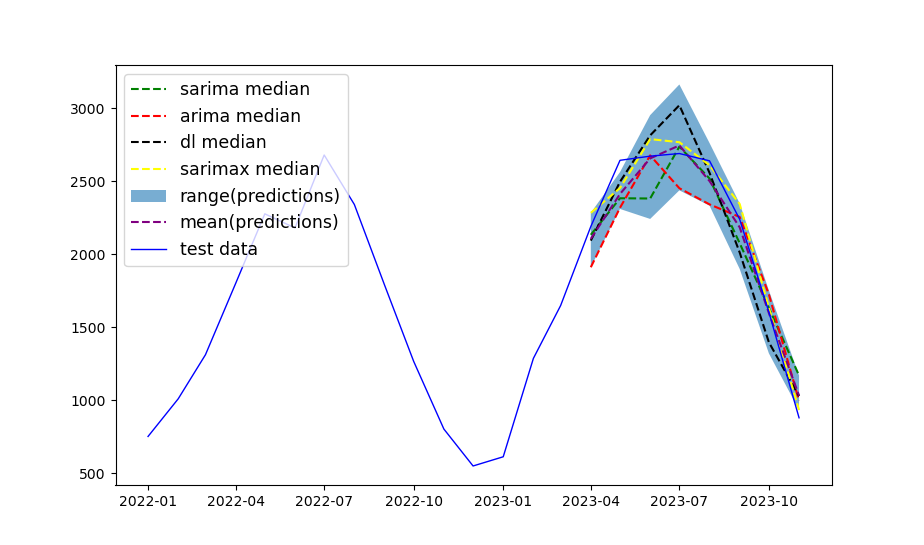 sarima median
arima median
dl median
sarimax median
range(predictions)
mean(predictions)
test data
3000
2500
2000
1500
1000
500
2022-01 2022-04 2022-07 2022-10 2023-01 2023-04 2023-07 2023-10